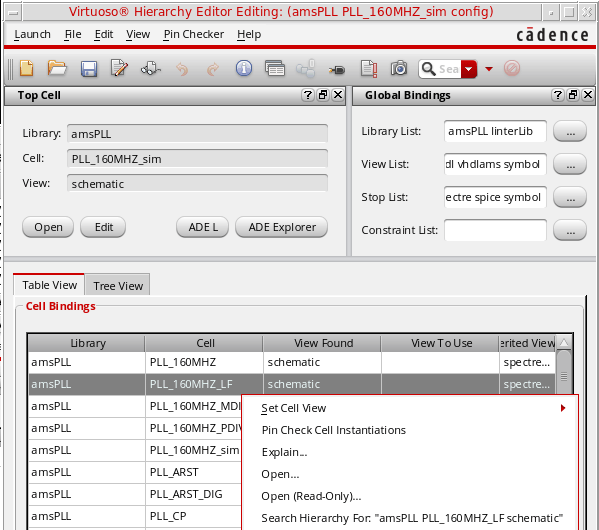 Virtuoso® Hierarchy Editor Editing: (amsPLL PLL_160MHZ_sim config)
Launch File Edit View Pin Checker Help
cādence
Sea
Top Cell
Library: amsPLL
Cell: PLL_160MHZ_sim
View: schematic
Open Edit ADE L ADE Explorer
Global Bindings
Library List: amsPLL linterLib ...
View List: dl vhdlams symbol ...
Stop List: ectre spice symbol ...
Constraint List: ...
Table View Tree View
Cell Bindings
Library Cell View Found View To Use erited View
amsPLL PLL_160MHZ schematic spectre...
amsPLL PLL_160MHZ_LF schematic spectre...
amsPLL PLL_160MHZ_MDI
amsPLL PLL_160MHZ_PDIV
amsPLL PLL_160MHZ_sim
amsPLL PLL_ARST
amsPLL PLL_ARST_DIG
amsPLL PLL_CP
Set Cell View
Pin Check Cell Instantiations
Explain...
Open...
Open (Read-Only)...
Search Hierarchy For: "amsPLL PLL_160MHZ_LF schematic"